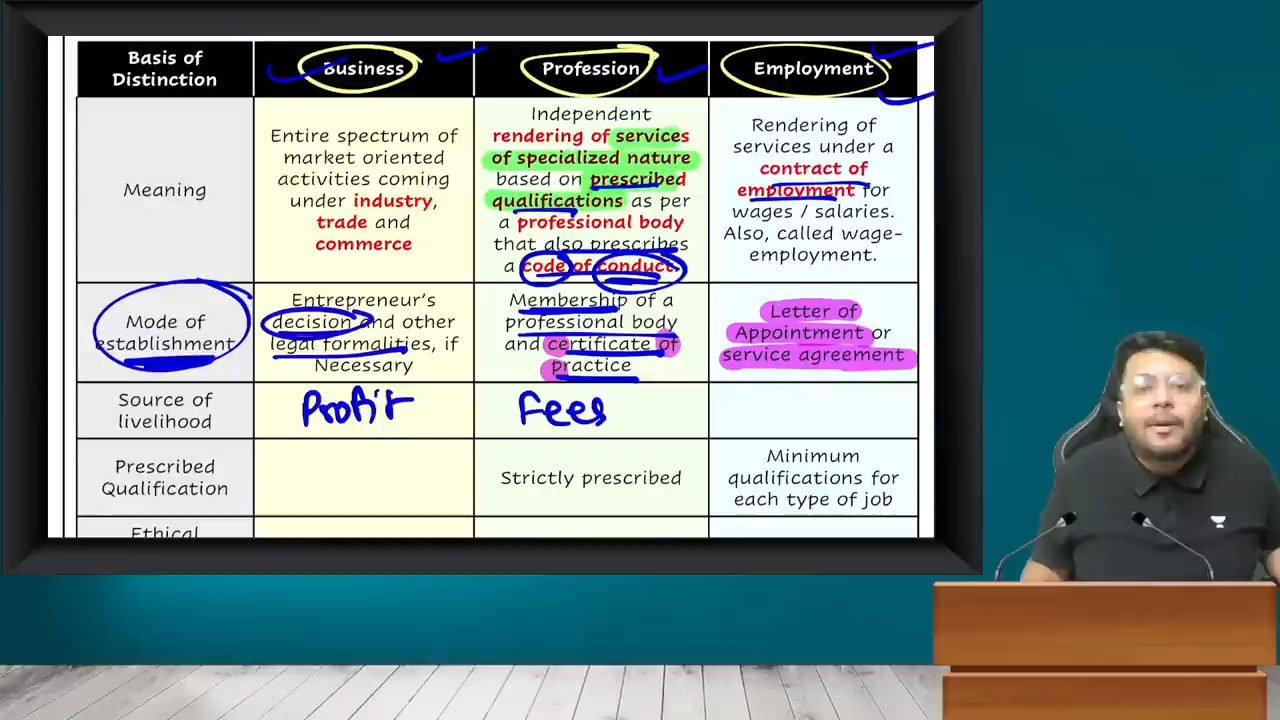 Basis of
Distinction
Business
Profession
Employment
Meaning
Entire spectrum of
market oriented
activities coming
under industry,
trade and
commerce
Independent
rendering of services
of specialized nature
based on prescribed
qualifications as per
a professional body
that also prescribes
a code of conduct.
Rendering of
services under a
contract of
employment for
wages / salaries.
Also, called wage-
employment.
Mode of
establishment
Entrepreneur's
decision and other
legal formalities, if
Necessary
Membership of a
professional body
and certificate of
practice
Letter of
Appointment or
service agreement
Source of
livelihood
Profit
Fees
Prescribed
Qualification
Strictly prescribed
Minimum
qualifications for
each type of job
Ethical